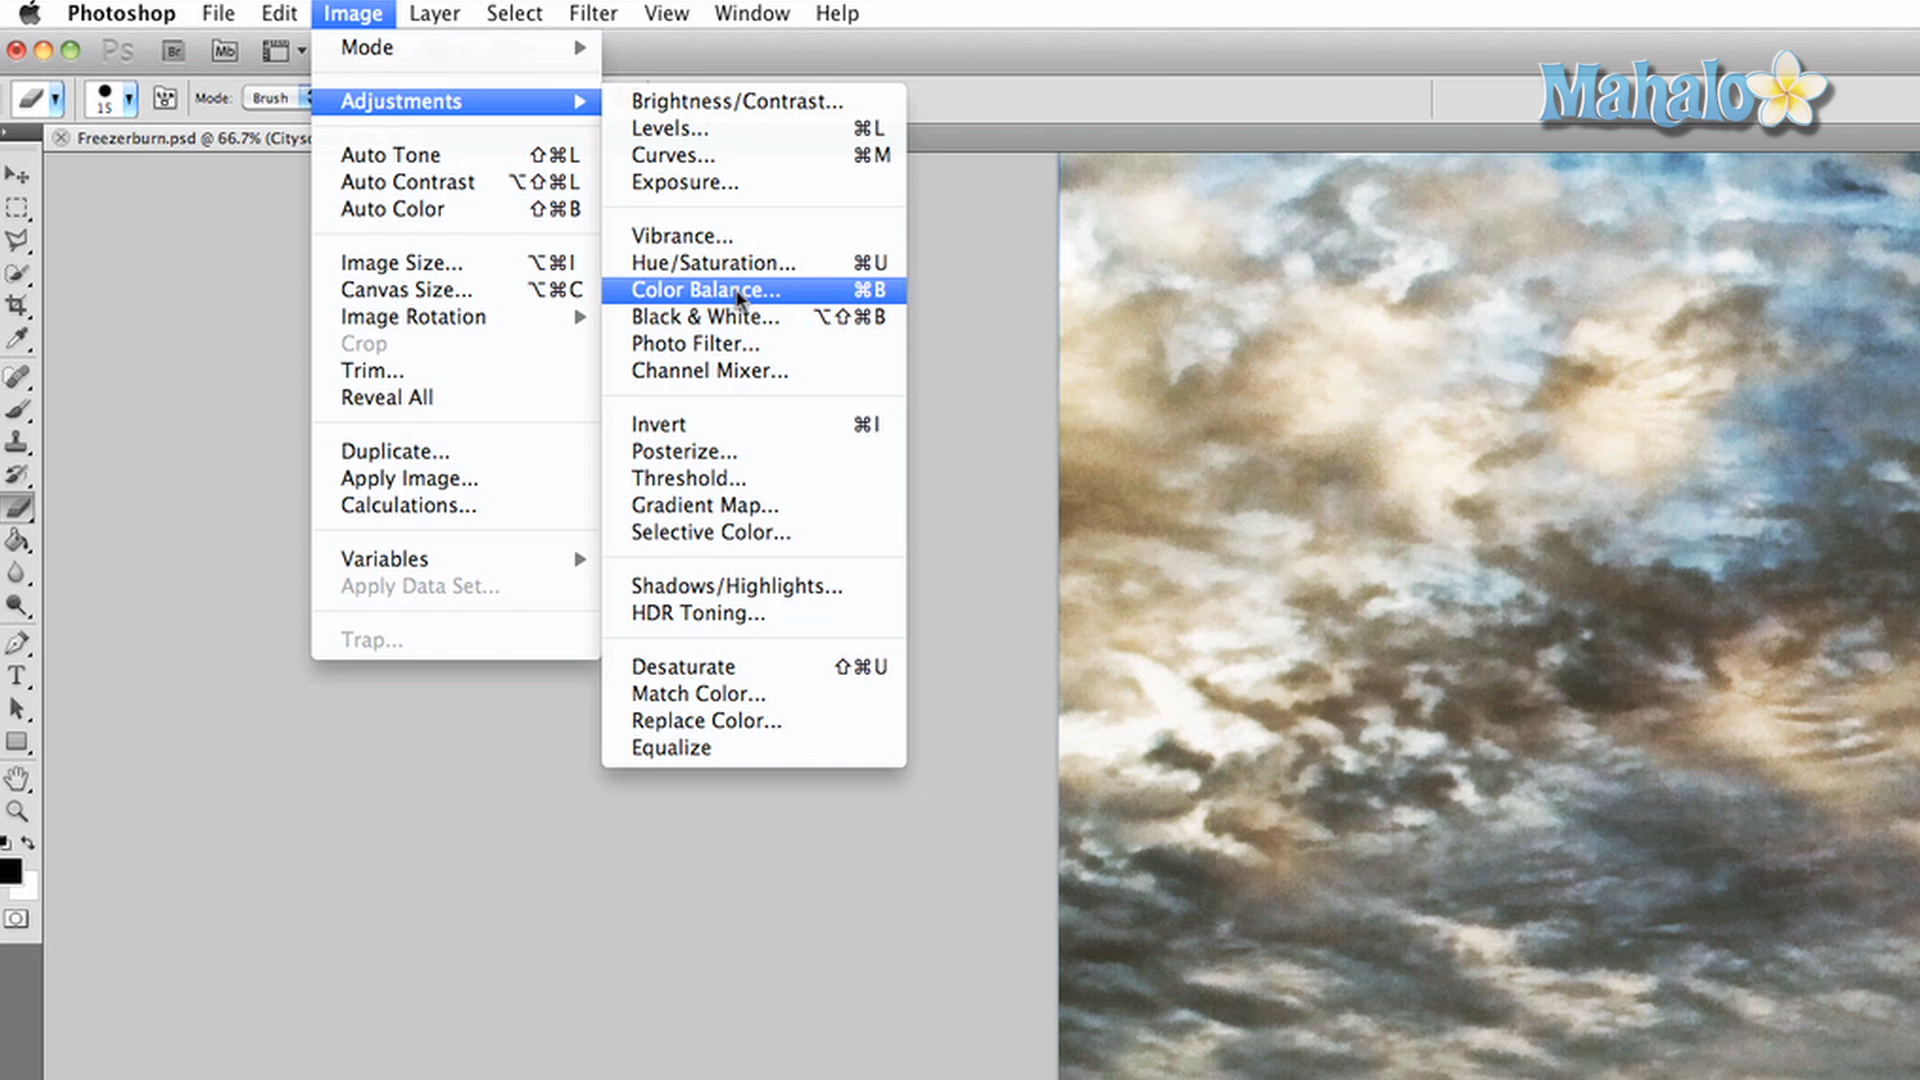 Photoshop File Edit Image Layer Select Filter View Window Help
Ps Br Mb
15 Mode: Brush
Freezerburn.psd @ 66.7% (Citysc
Mode
Adjustments
Auto Tone ⇧⌘L
Auto Contrast ⌥⇧⌘L
Auto Color ⇧⌘B
Image Size... ⌥⌘I
Canvas Size... ⌥⌘C
Image Rotation
Crop
Trim...
Reveal All
Duplicate...
Apply Image...
Calculations...
Variables
Apply Data Set...
Trap...
Brightness/Contrast...
Levels... ⌘L
Curves... ⌘M
Exposure...
Vibrance...
Hue/Saturation... ⌘U
Color Balance... ⌘B
Black & White... ⌥⇧⌘B
Photo Filter...
Channel Mixer...
Invert ⌘I
Posterize...
Threshold...
Gradient Map...
Selective Color...
Shadows/Highlights...
HDR Toning...
Desaturate ⇧⌘U
Match Color...
Replace Color...
Equalize
Mahalo
T